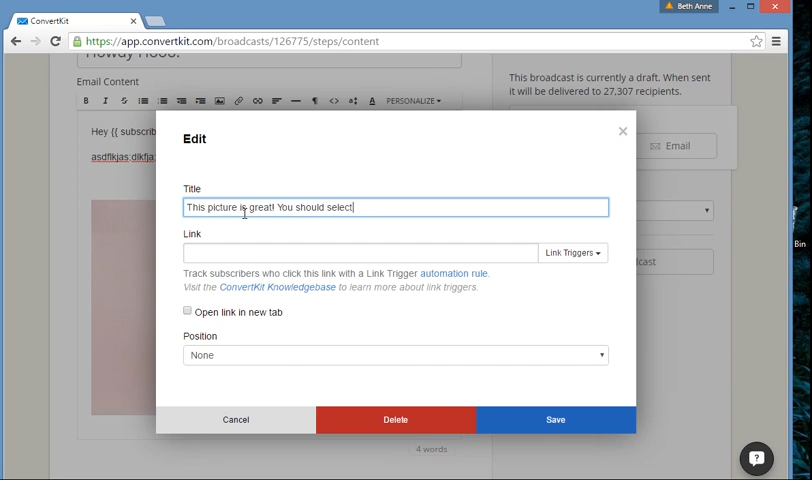 Beth Anne
ConvertKit
https://app.convertkit.com/broadcasts/126775/steps/content
Email Content
This broadcast is currently a draft. When sent
it will be delivered to 27,307 recipients.
PERSONALIZE
Hey {{ subscrib
Edit
Email
asdflkjas;dlkfja;
Title
This picture is great! You should select
Link
Link Triggers
Bin
Track subscribers who click this link with a Link Trigger automation rule.
Visit the ConvertKit Knowledgebase to learn more about link triggers.
Open link in new tab
Position
None
Cancel
Delete
Save
4 words